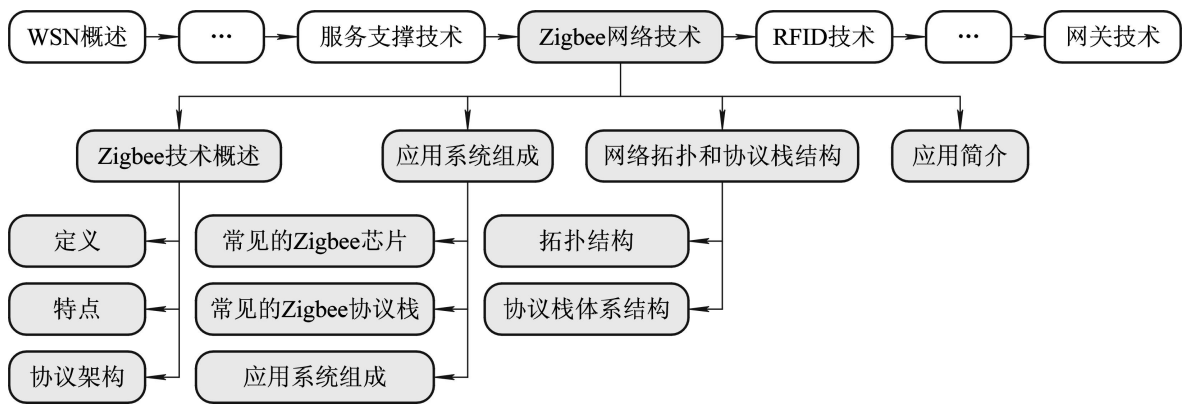 WSN概述
…
服务支撑技术
Zigbee网络技术
RFID技术
…
网关技术
Zigbee技术概述
应用系统组成
网络拓扑和协议栈结构
应用简介
定义
常见的Zigbee芯片
拓扑结构
特点
常见的Zigbee协议栈
协议栈体系结构
协议架构
应用系统组成